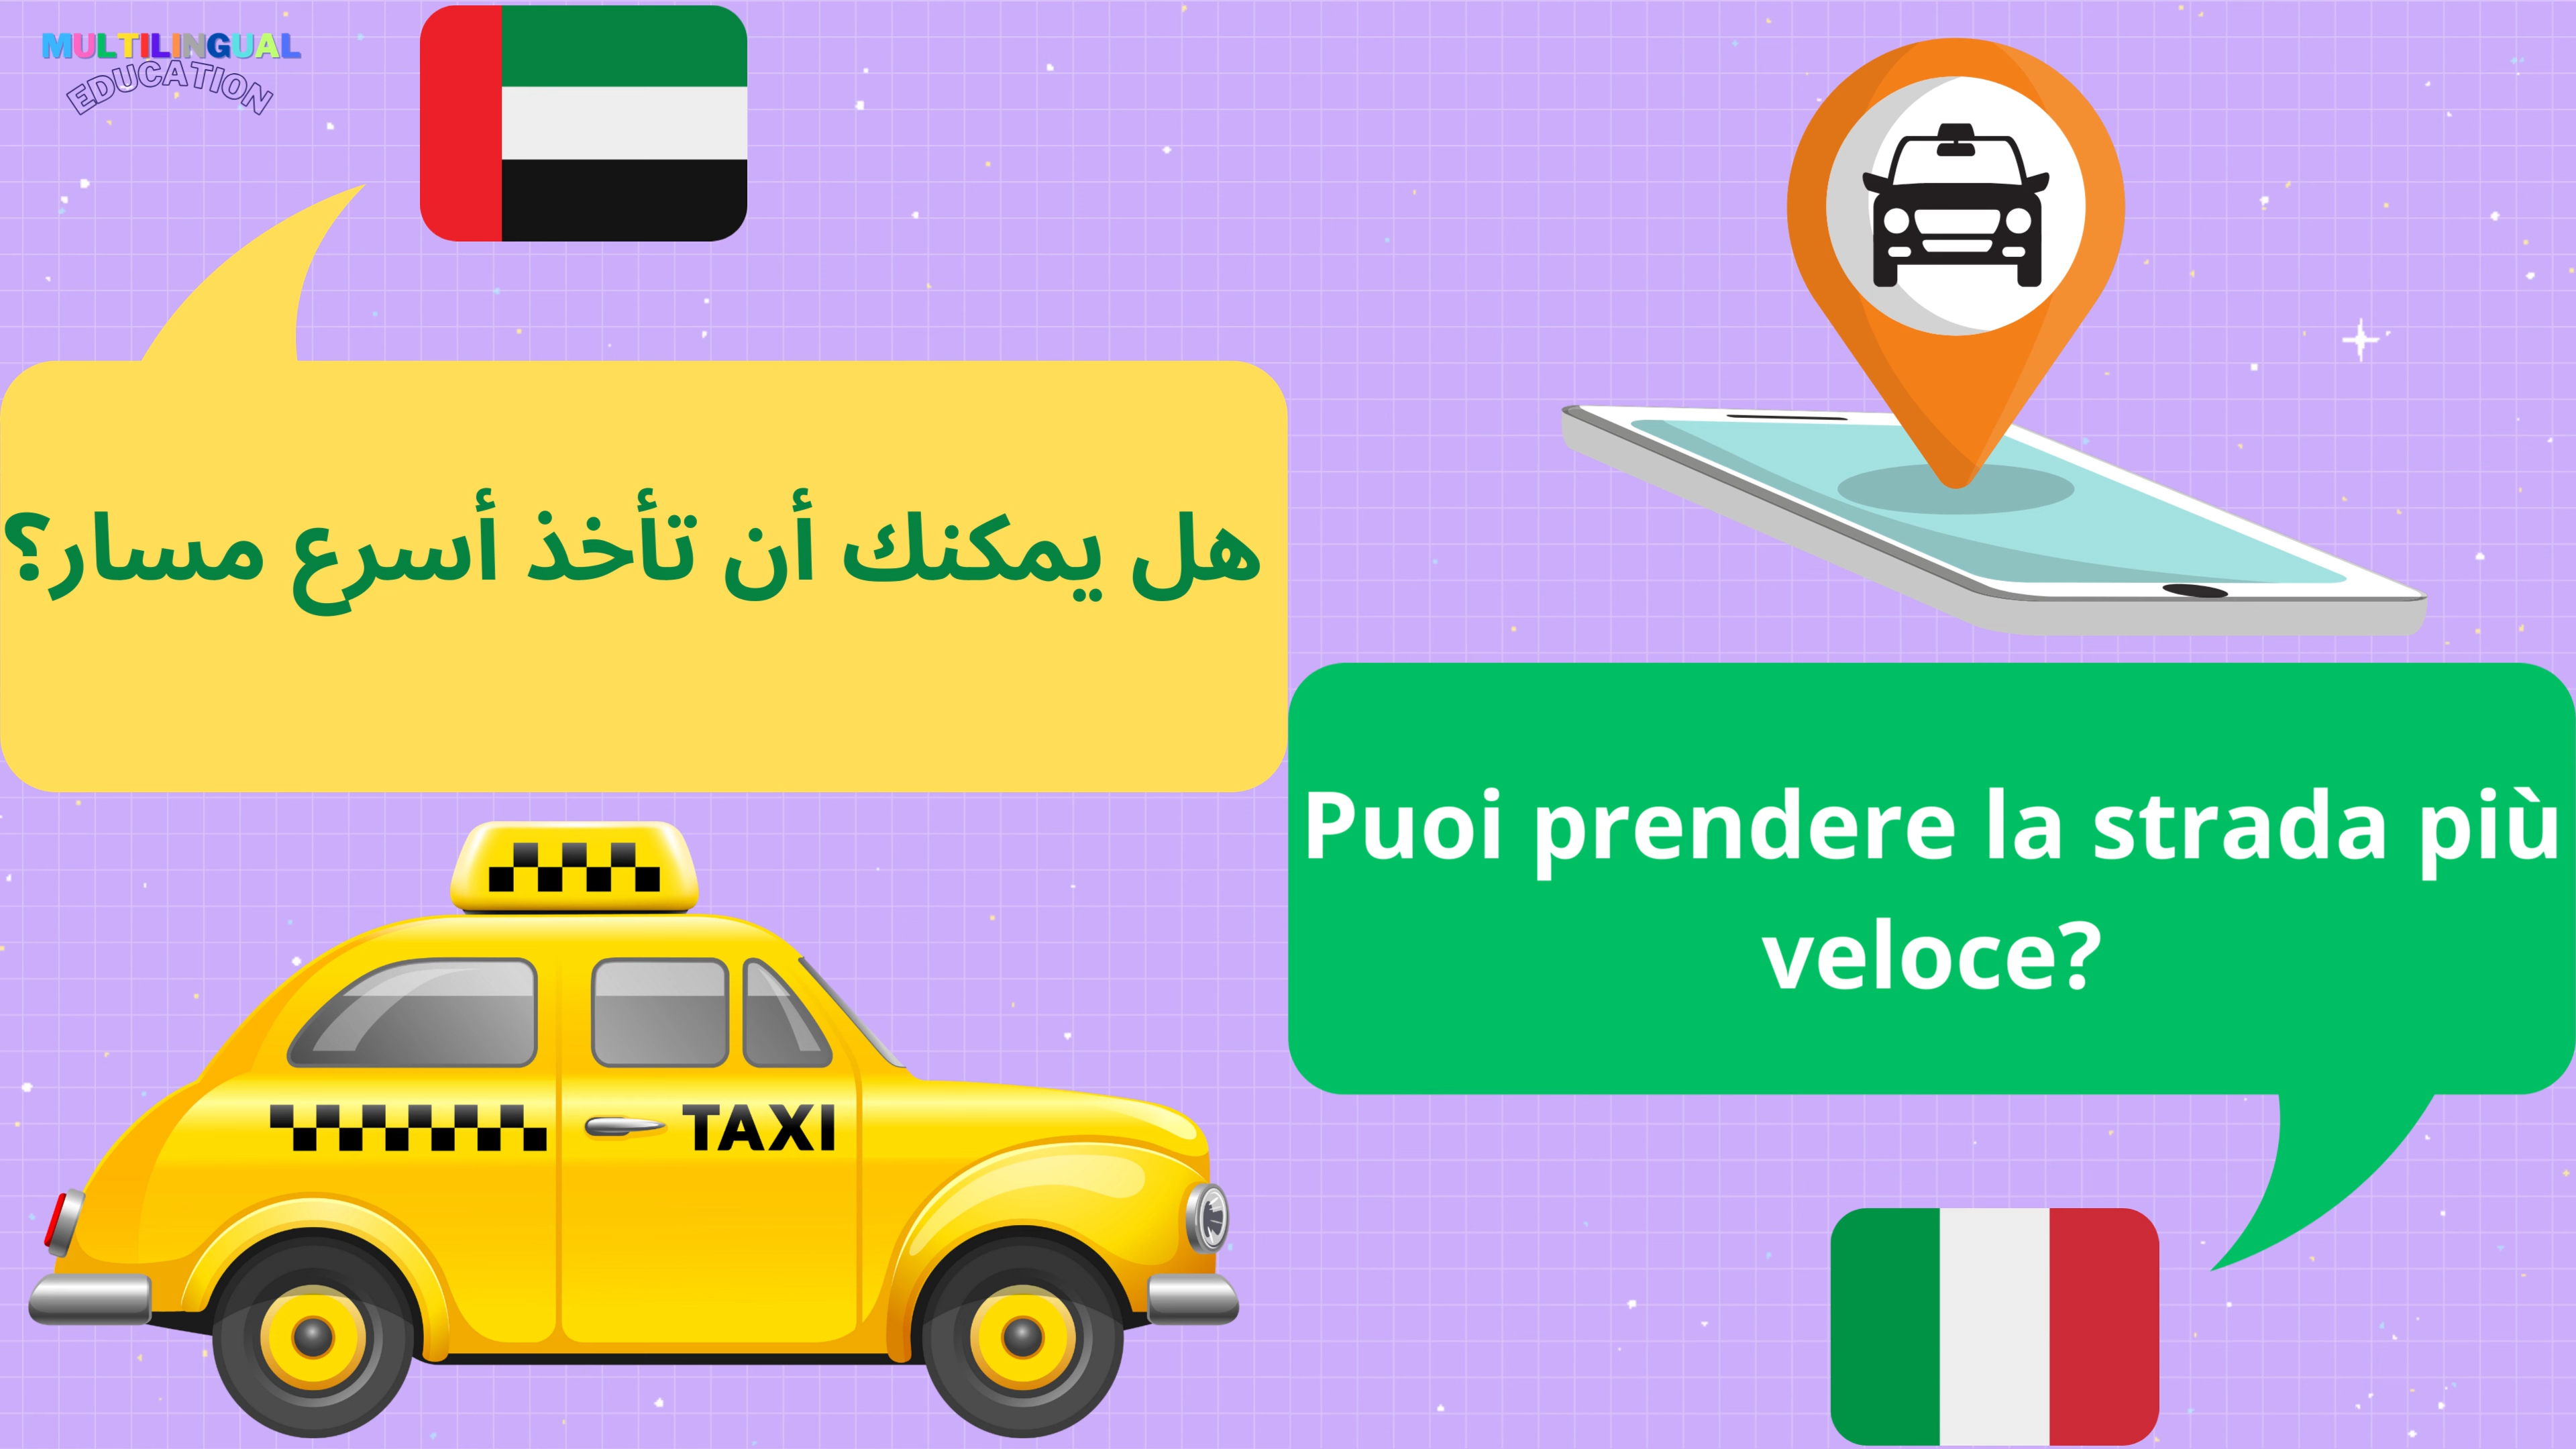 MULTILINGUAL
EDUCATION
هل يمكنك أن تأخذ أسرع مسار؟
Puoi prendere la strada più
veloce?
TAXI